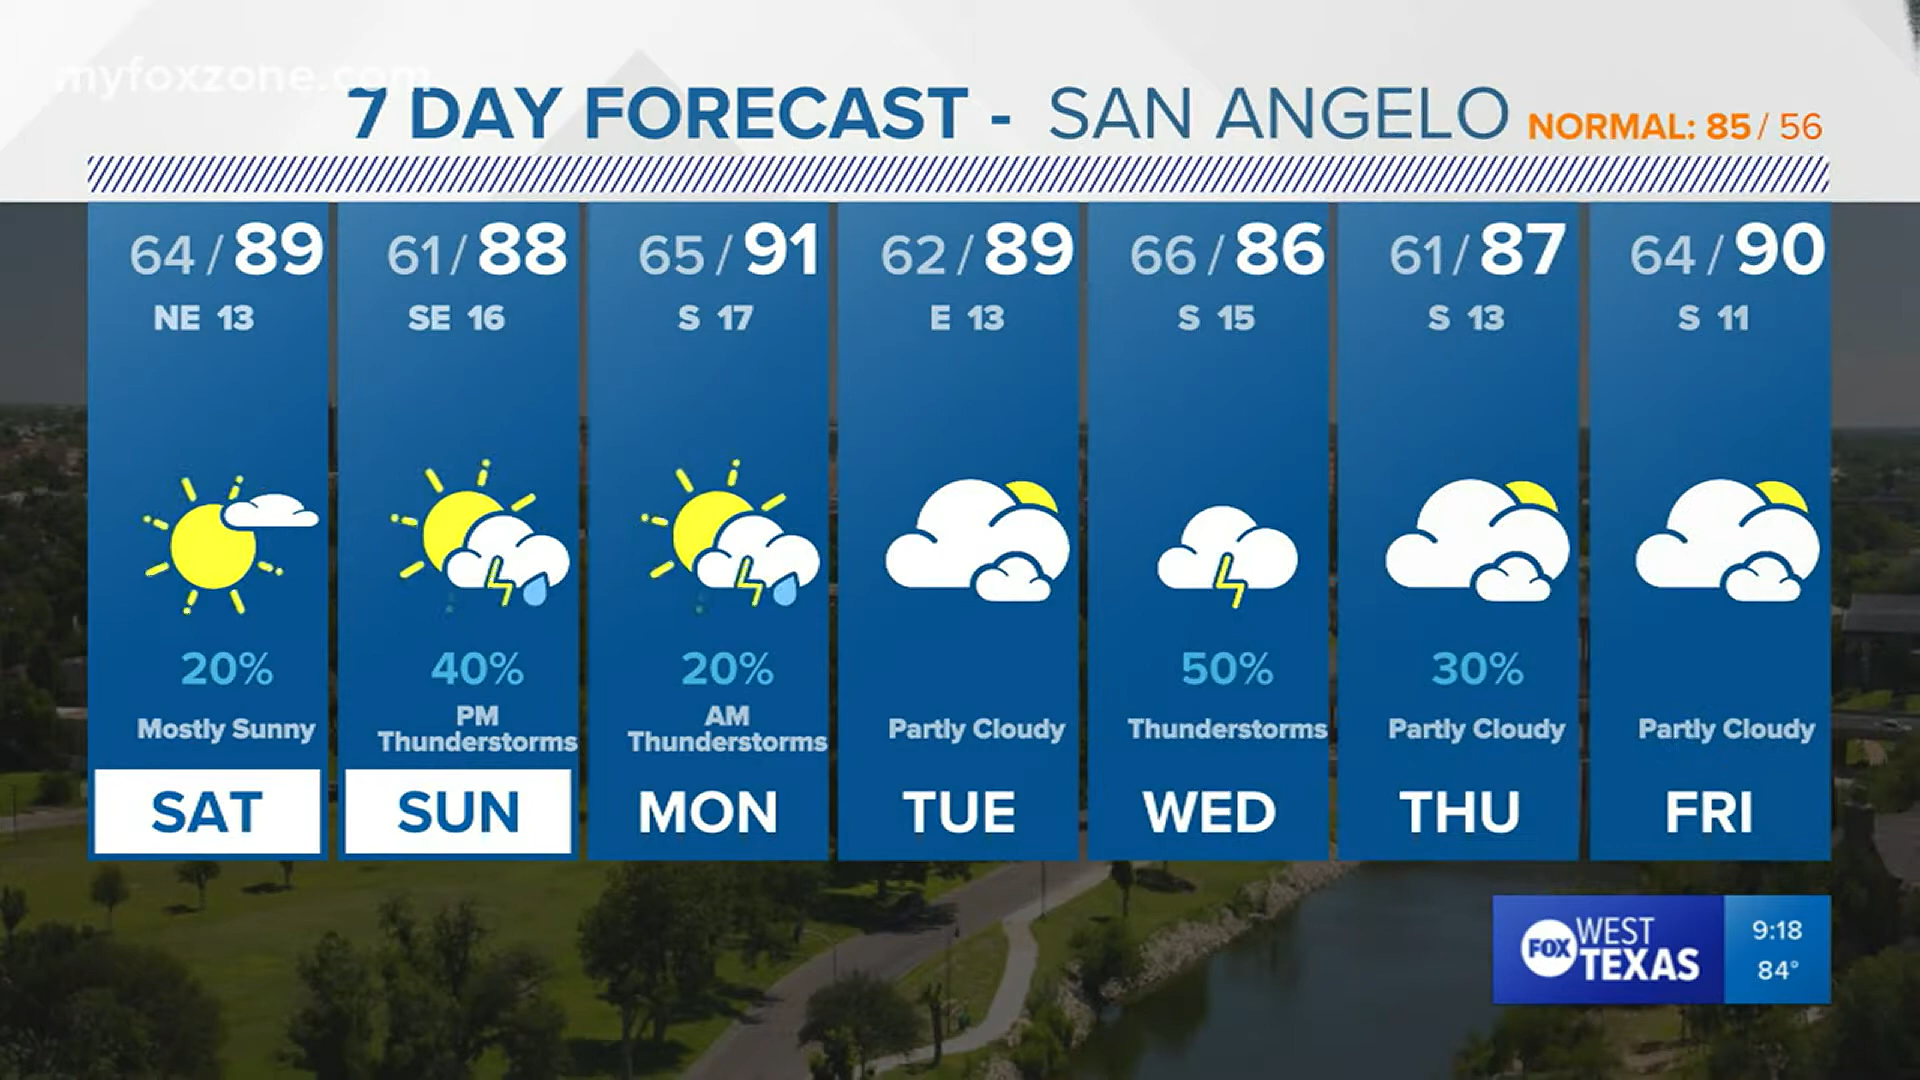 myfoxzone.com
7 DAY FORECAST - SAN ANGELO NORMAL: 85 / 56
64 / 89 61 / 88 65 / 91 62 / 89 66 / 86 61 / 87 64 / 90
NE 13 SE 16 S 17 E 13 S 15 S 13 S 11
20% 40% 20% 50% 30%
Mostly Sunny PM Thunderstorms AM Thunderstorms Partly Cloudy Thunderstorms Partly Cloudy Partly Cloudy
SAT SUN MON TUE WED THU FRI
FOX WEST TEXAS 9:18
84°